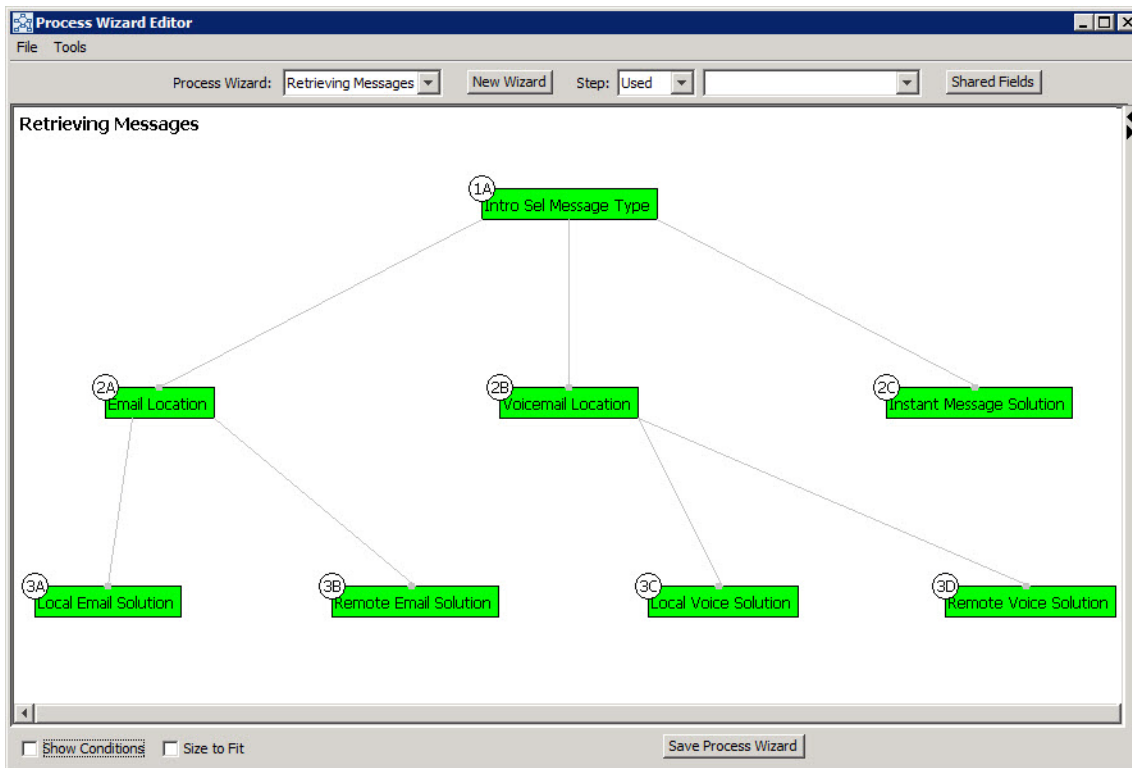 Process Wizard Editor
File Tools
Process Wizard: Retrieving Messages New Wizard Step: Used Shared Fields
Retrieving Messages
1A
Intro Sel Message Type
2A 2B 2C
Email Location Voicemail Location Instant Message Solution
3A 3B 3C 3D
Local Email Solution Remote Email Solution Local Voice Solution Remote Voice Solution
Show Conditions Size to Fit Save Process Wizard